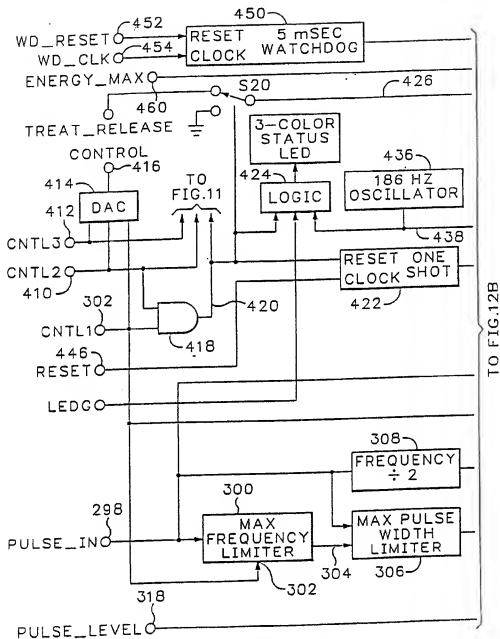 452
450
WD_RESET
RESET 5 mSEC
454
WD_CLK
CLOCK WATCHDOG
ENERGY_MAX
S20
426
460
TREAT_RELEASE
3-COLOR
STATUS
LED
CONTROL
416
436
414
TO
FIG.11
424
186 HZ
OSCILLATOR
DAC
LOGIC
412
CNTL3
438
CNTL2
RESET ONE
CLOCK SHOT
410
302
420
422
CNTL1
418
446
RESET
LEDG
TO FIG.12B
308
FREQUENCY
÷ 2
300
298
MAX
FREQUENCY
LIMITER
MAX PULSE
WIDTH
LIMITER
PULSE_IN
304
302
306
318
PULSE_LEVEL